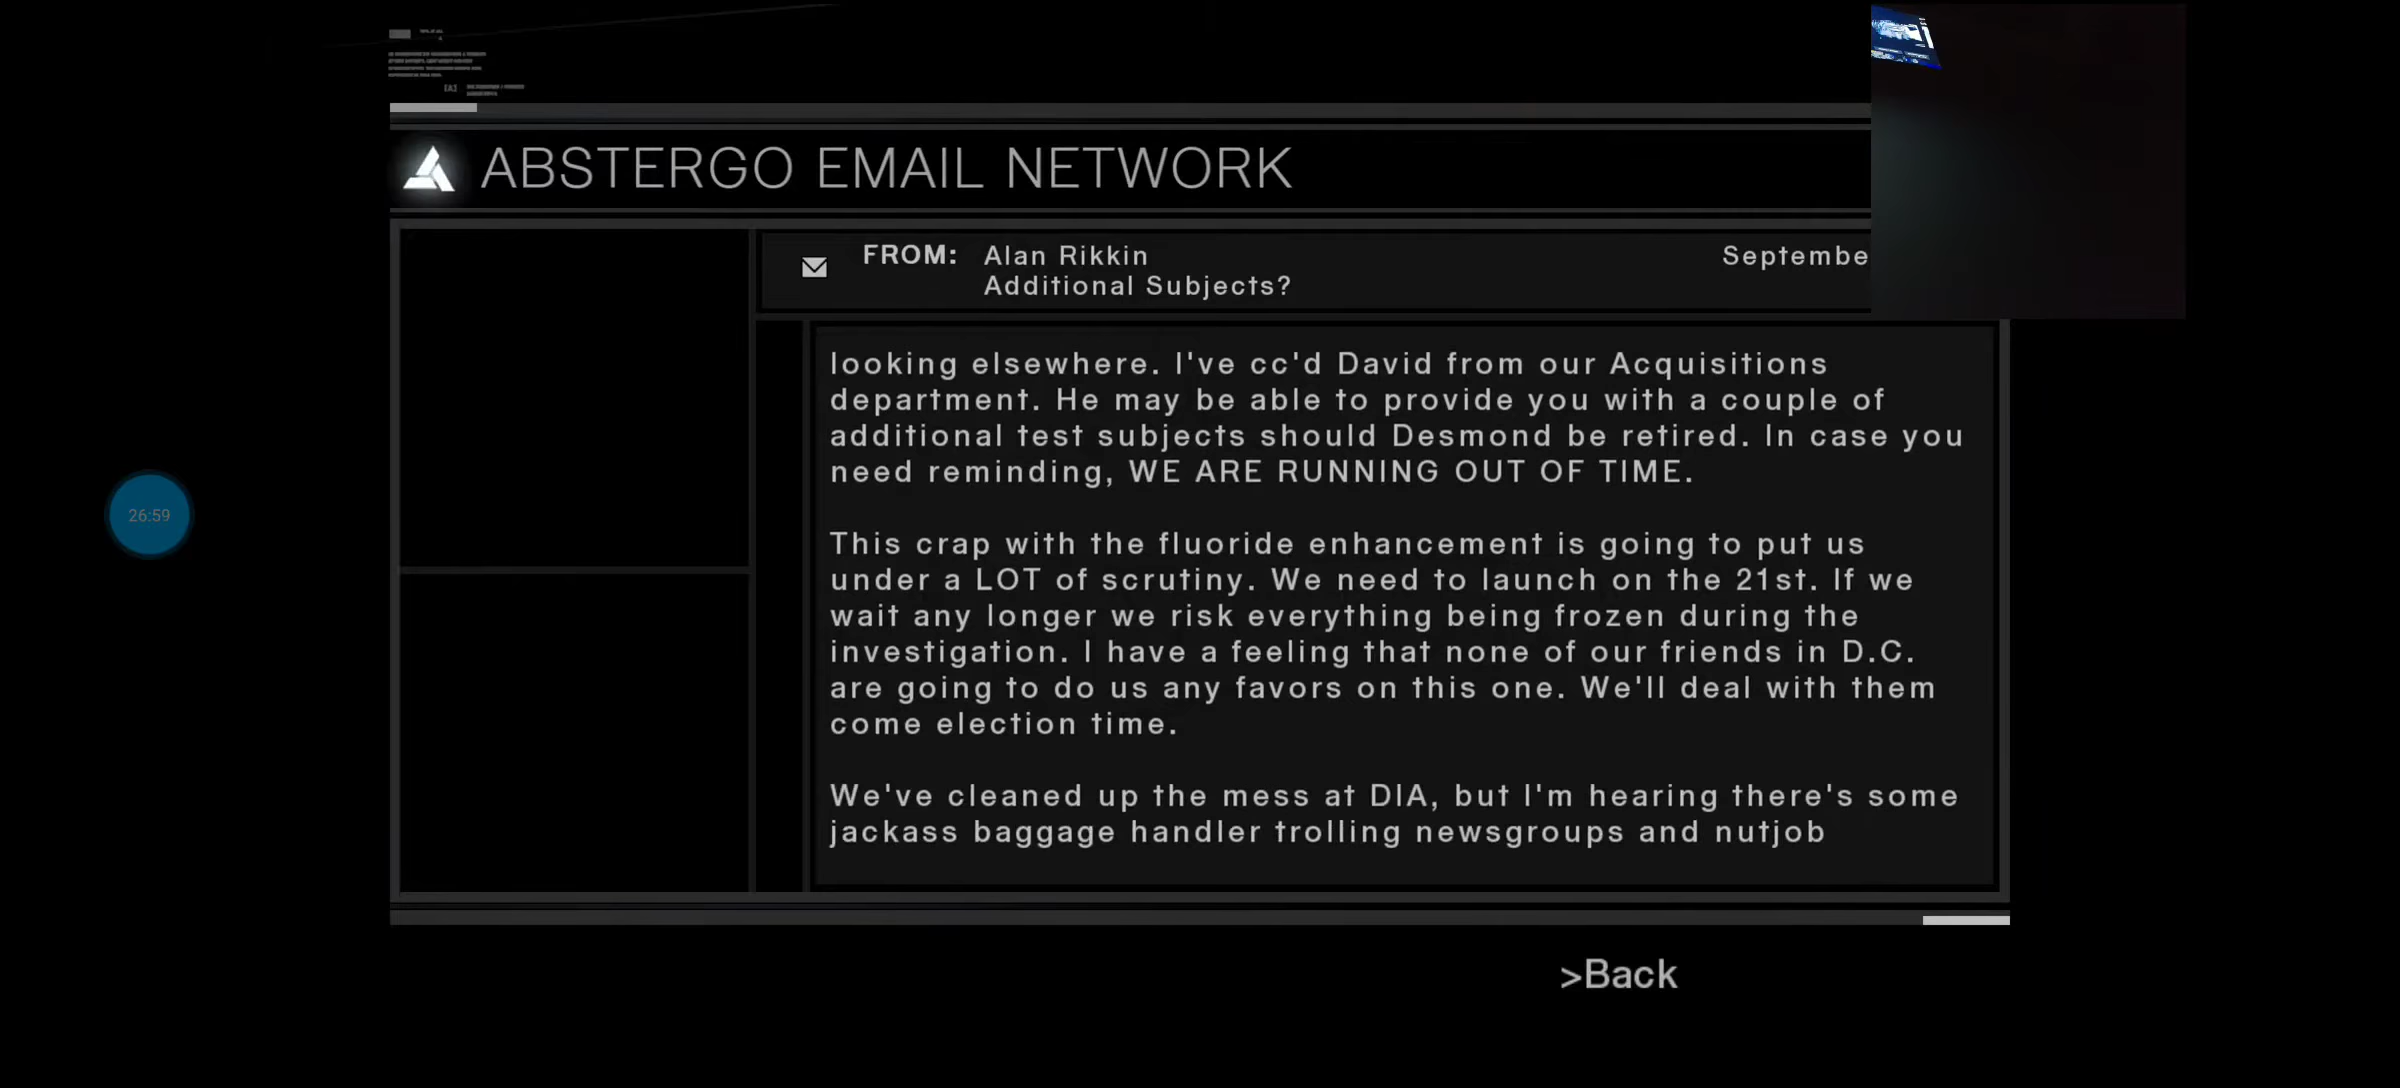 ABSTERGO EMAIL NETWORK
FROM: Alan Rikkin
Septembe
Additional Subjects?
looking elsewhere. I've cc'd David from our Acquisitions
department. He may be able to provide you with a couple of
additional test subjects should Desmond be retired. In case you
need reminding, WE ARE RUNNING OUT OF TIME.
This crap with the fluoride enhancement is going to put us
under a LOT of scrutiny. We need to launch on the 21st. If we
wait any longer we risk everything being frozen during the
investigation. I have a feeling that none of our friends in D.C.
are going to do us any favors on this one. We'll deal with them
come election time.
We've cleaned up the mess at DIA, but I'm hearing there's some
jackass baggage handler trolling newsgroups and nutjob
26:59
>Back